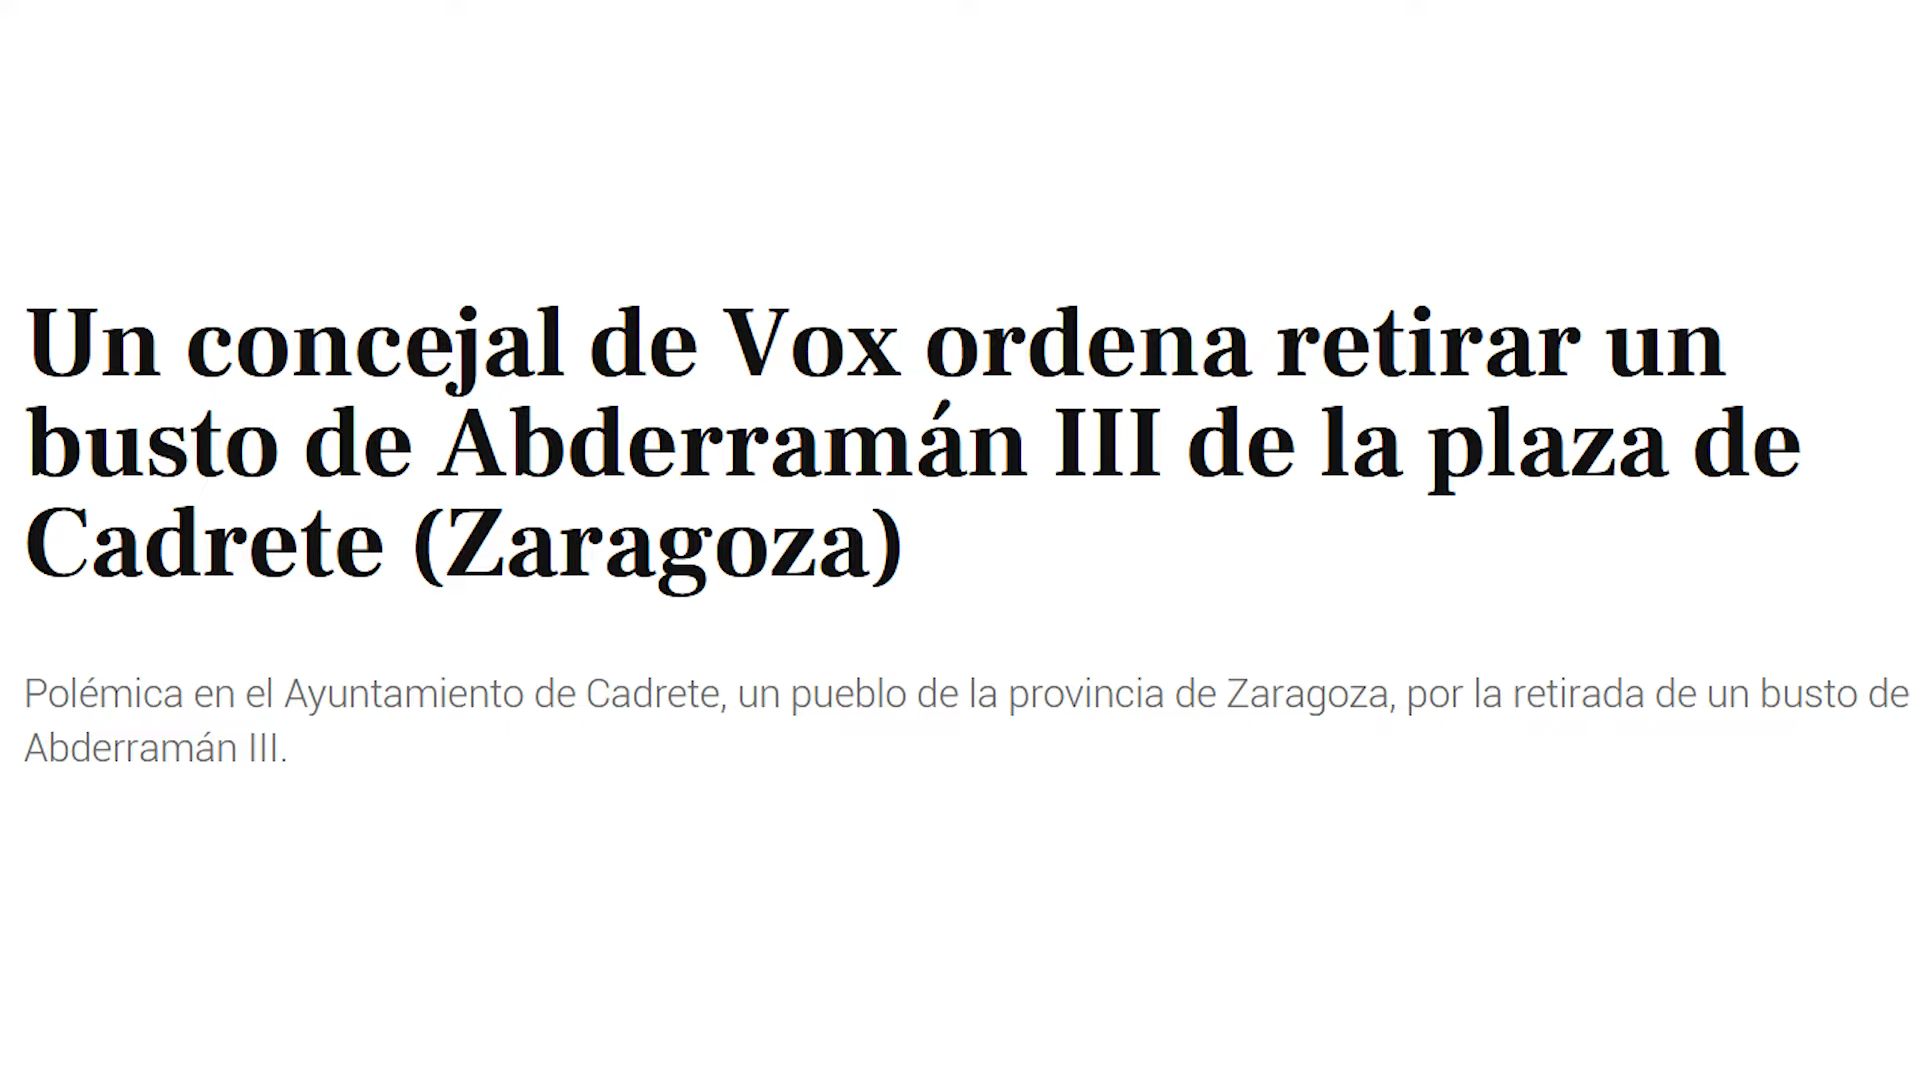 Un concejal de Vox ordena retirar un
busto de Abderramán III de la plaza de
Cadrete (Zaragoza)
Polémica en el Ayuntamiento de Cadrete, un pueblo de la provincia de Zaragoza, por la retirada de un busto de
Abderramán III.